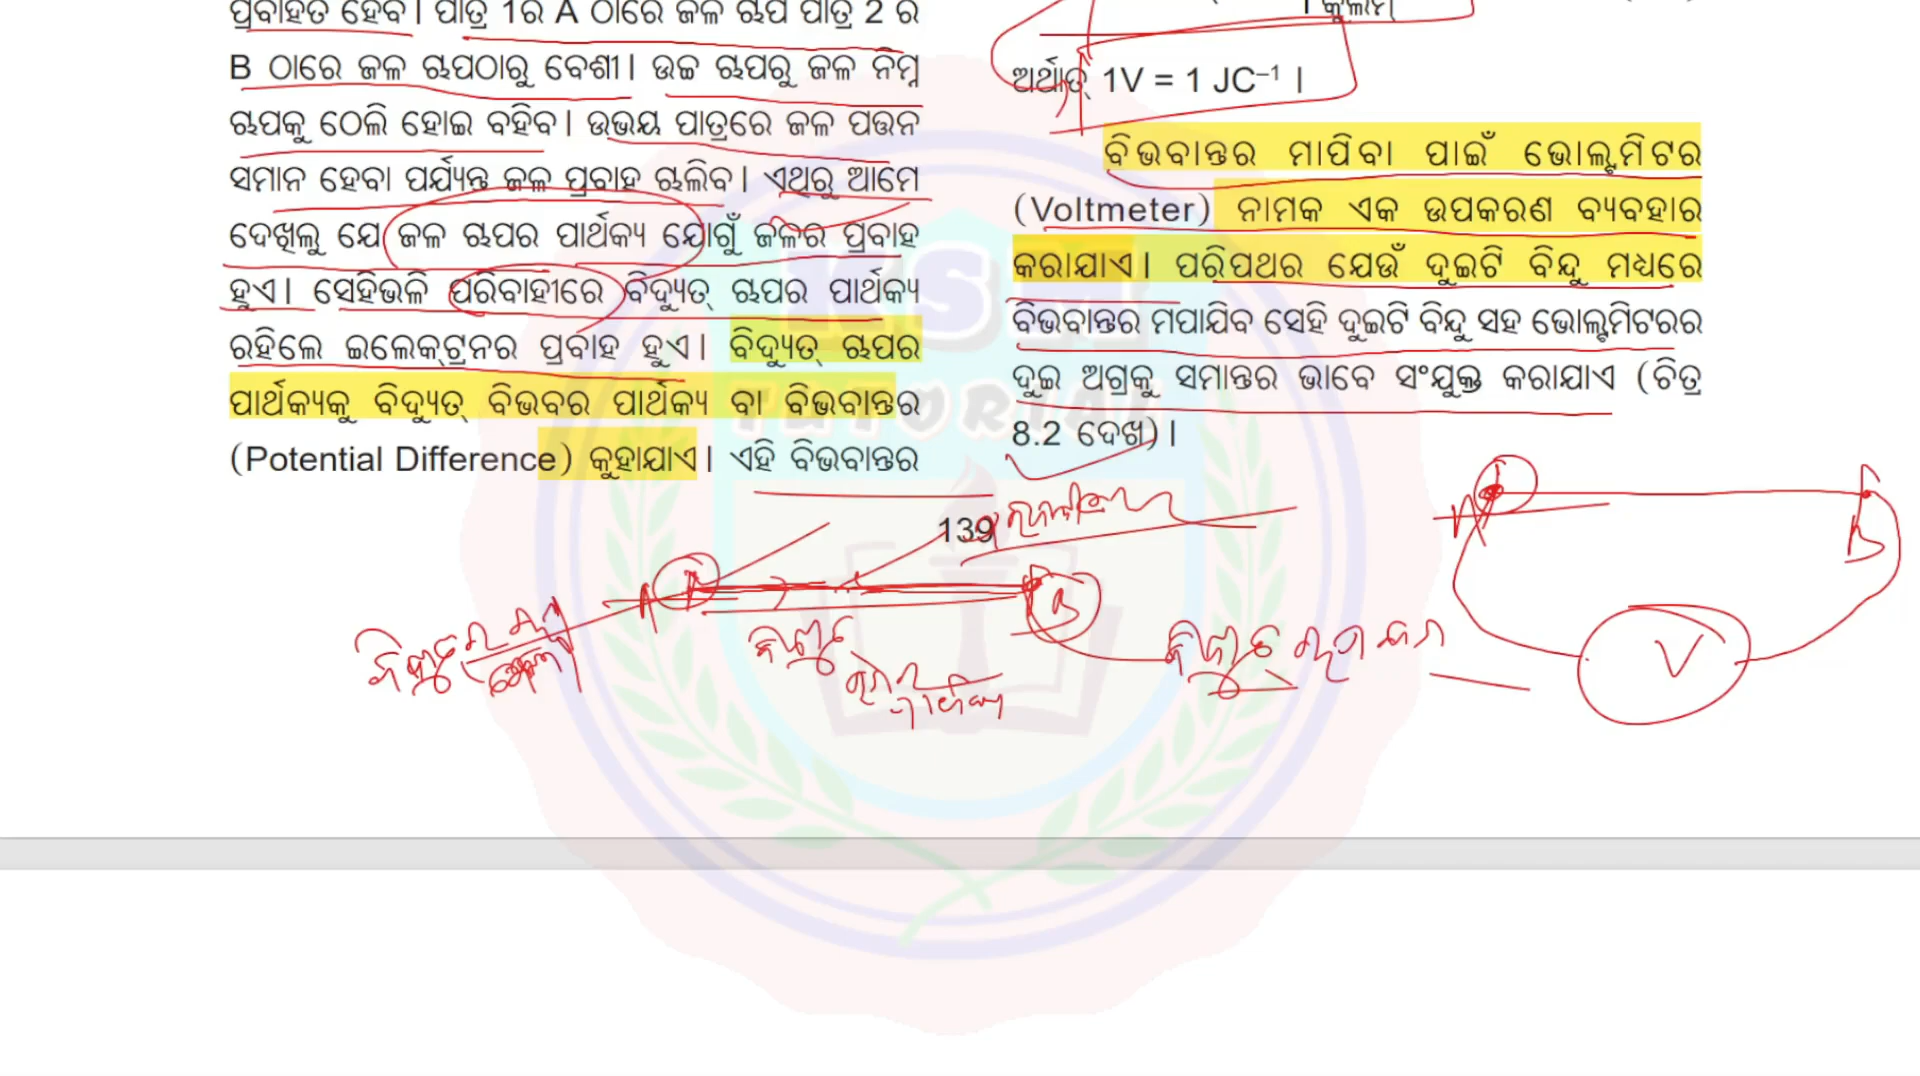 ପ୍ରବାହିତ ହେବ। ପାତ୍ର 1ର A ଠାରେ ଜଳ ଚାପ ପାତ୍ର 2 ର
B ଠାରେ ଜଳ ଚାପଠାରୁ ବେଶୀ। ଉଚ୍ଚ ଚାପରୁ ଜଳ ନିମ୍ନ
ଚାପକୁ ଠେଲି ହୋଇ ବହିବ। ଉଭୟ ପାତ୍ରରେ ଜଳ ପତ୍ତନ
ସମାନ ହେବା ପର୍ଯ୍ୟନ୍ତ ଜଳ ପ୍ରବାହ ଚାଲିବ। ଏଥିରୁ ଆମେ
ଦେଖିଲୁ ଯେ ଜଳ ଚାପର ପାର୍ଥକ୍ୟ ଯୋଗୁଁ ଜଳର ପ୍ରବାହ
ହୁଏ। ସେହିଭଳି ପରିବାହୀରେ ବିଦ୍ୟୁତ୍ ଚାପର ପାର୍ଥକ୍ୟ
ରହିଲେ ଇଲେକ୍ଟ୍ରନର ପ୍ରବାହ ହୁଏ। ବିଦ୍ୟୁତ୍ ଚାପର
ପାର୍ଥକ୍ୟକୁ ବିଦ୍ୟୁତ୍ ବିଭବର ପାର୍ଥକ୍ୟ ବା ବିଭବାନ୍ତର
(Potential Difference) କୁହାଯାଏ। ଏହି ବିଭବାନ୍ତର
1 କୁଲମ୍
ଅର୍ଥାତ୍ 1V = 1 JC⁻¹ ।
ବିଭବାନ୍ତର ମାପିବା ପାଇଁ ଭୋଲ୍ଟମିଟର
(Voltmeter) ନାମକ ଏକ ଉପକରଣ ବ୍ୟବହାର
କରାଯାଏ। ପରିପଥର ଯେଉଁ ଦୁଇଟି ବିନ୍ଦୁ ମଧ୍ୟରେ
ବିଭବାନ୍ତର ମପାଯିବ ସେହି ଦୁଇଟି ବିନ୍ଦୁ ସହ ଭୋଲ୍ଟମିଟରର
ଦୁଇ ଅଗ୍ରକୁ ସମାନ୍ତର ଭାବେ ସଂଯୁକ୍ତ କରାଯାଏ (ଚିତ୍ର
8.2 ଦେଖ)।
139
KSM
TUTORIAL
A
B
A
B
V